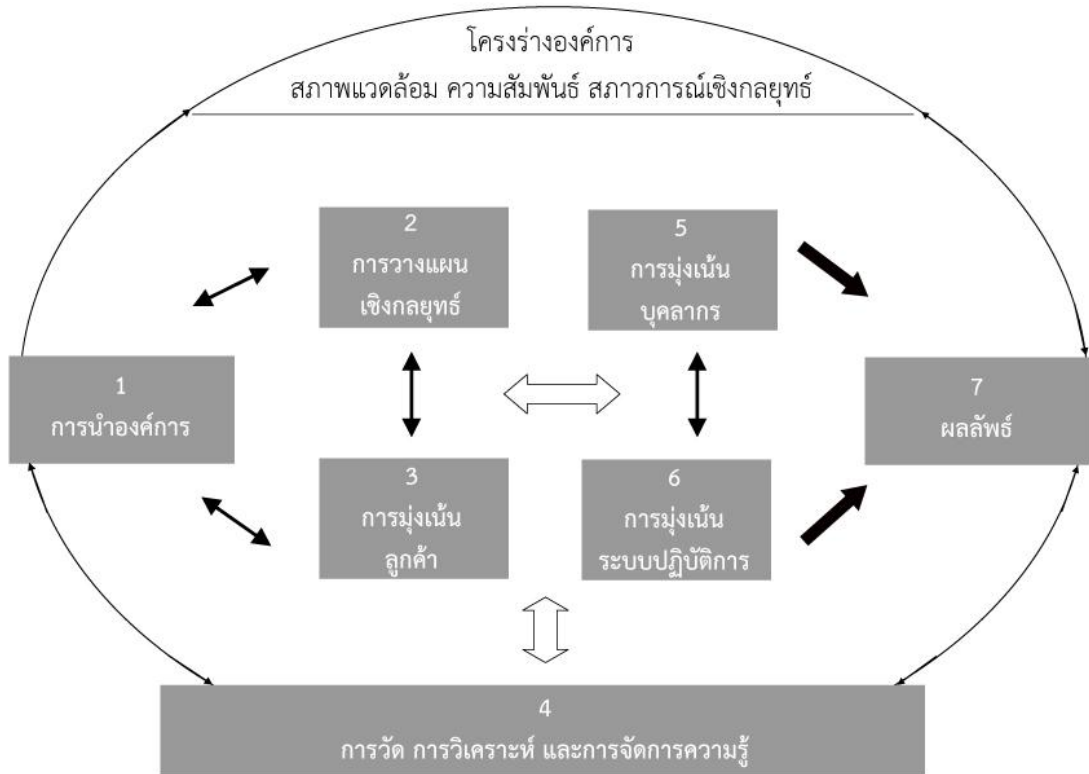 โครงร่างองค์การ
สภาพแวดล้อม ความสัมพันธ์ สภาวการณ์เชิงกลยุทธ์
2
การวางแผน
เชิงกลยุทธ์
5
การมุ่งเน้น
บุคลากร
1
การนำองค์การ
7
ผลลัพธ์
3
การมุ่งเน้น
ลูกค้า
6
การมุ่งเน้น
ระบบปฏิบัติการ
4
การวัด การวิเคราะห์ และการจัดการความรู้